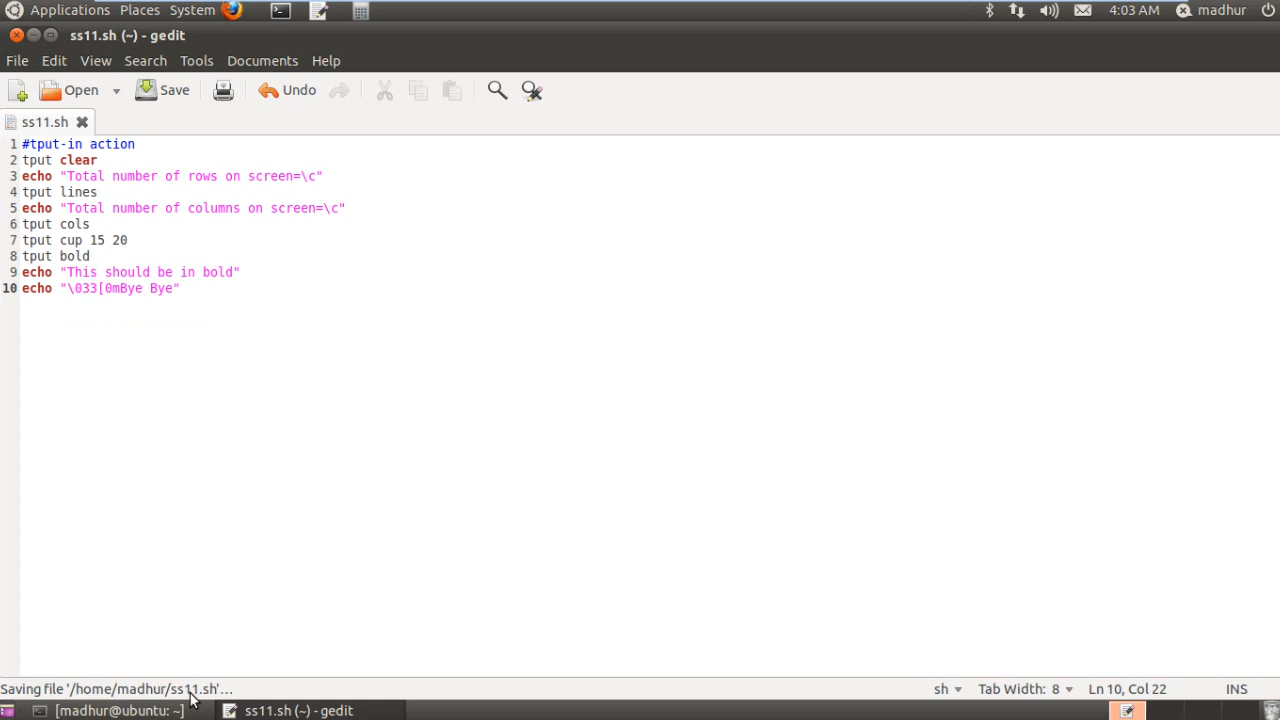 Applications Places System 4:03 AM madhur
ss11.sh (~) - gedit
File Edit View Search Tools Documents Help
Open Save Undo
ss11.sh
1 #tput-in action
2 tput clear
3 echo "Total number of rows on screen=\c"
4 tput lines
5 echo "Total number of columns on screen=\c"
6 tput cols
7 tput cup 15 20
8 tput bold
9 echo "This should be in bold"
10 echo "\033[0mBye Bye"
Saving file '/home/madhur/ss11.sh'… sh Tab Width: 8 Ln 10, Col 22 INS
[madhur@ubuntu: ~] ss11.sh (~) - gedit